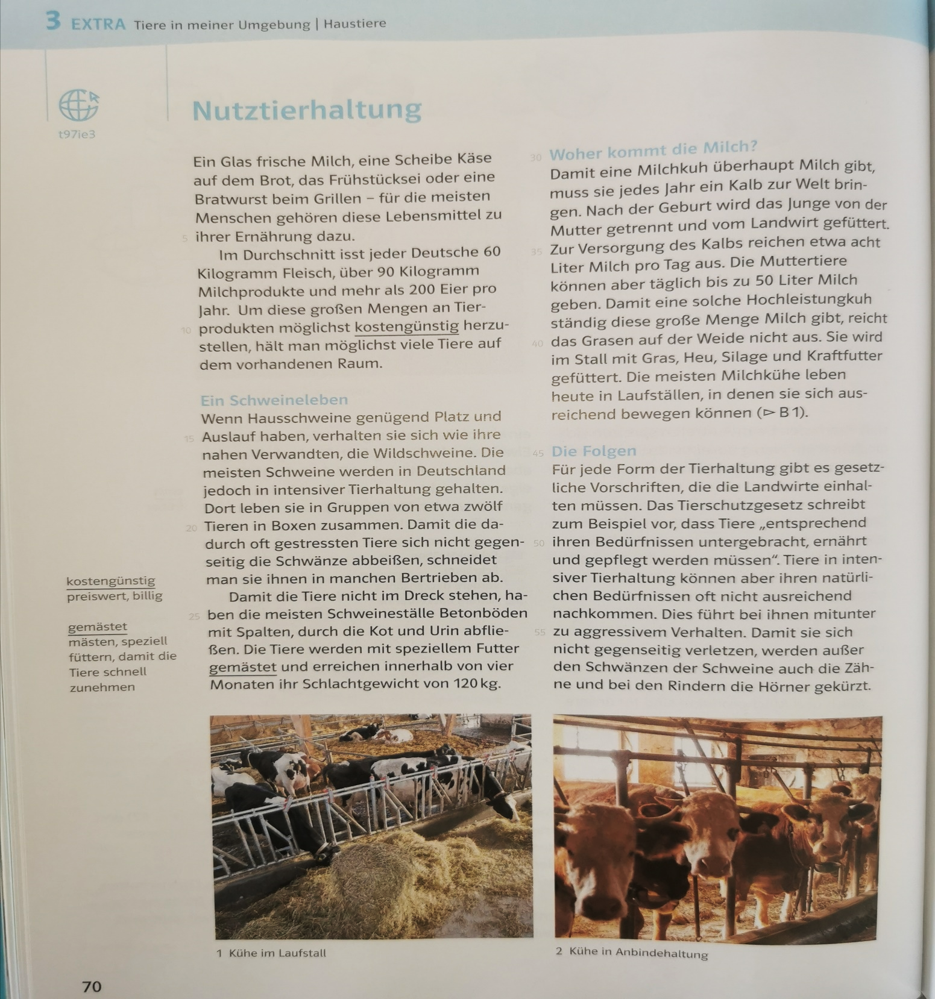 3 EXTRA Tiere in meiner Umgebung | Haustiere
t97ie3
Nutztierhaltung
Ein Glas frische Milch, eine Scheibe Käse
auf dem Brot, das Frühstücksei oder eine
Bratwurst beim Grillen – für die meisten
Menschen gehören diese Lebensmittel zu
5 ihrer Ernährung dazu.
Im Durchschnitt isst jeder Deutsche 60
Kilogramm Fleisch, über 90 Kilogramm
Milchprodukte und mehr als 200 Eier pro
Jahr. Um diese großen Mengen an Tier-
10 produkten möglichst kostengünstig herzu-
stellen, hält man möglichst viele Tiere auf
dem vorhandenen Raum.
Ein Schweineleben
Wenn Hausschweine genügend Platz und
15 Auslauf haben, verhalten sie sich wie ihre
nahen Verwandten, die Wildschweine. Die
meisten Schweine werden in Deutschland
jedoch in intensiver Tierhaltung gehalten.
Dort leben sie in Gruppen von etwa zwölf
20 Tieren in Boxen zusammen. Damit die da-
durch oft gestressten Tiere sich nicht gegen-
seitig die Schwänze abbeißen, schneidet
man sie ihnen in manchen Bertrieben ab.
Damit die Tiere nicht im Dreck stehen, ha-
25 ben die meisten Schweineställe Betonböden
mit Spalten, durch die Kot und Urin abflie-
ßen. Die Tiere werden mit speziellem Futter
gemästet und erreichen innerhalb von vier
Monaten ihr Schlachtgewicht von 120 kg.
kostengünstig
preiswert, billig
gemästet
mästen, speziell
füttern, damit die
Tiere schnell
zunehmen
30 Woher kommt die Milch?
Damit eine Milchkuh überhaupt Milch gibt,
muss sie jedes Jahr ein Kalb zur Welt brin-
gen. Nach der Geburt wird das Junge von der
Mutter getrennt und vom Landwirt gefüttert.
35 Zur Versorgung des Kalbs reichen etwa acht
Liter Milch pro Tag aus. Die Muttertiere
können aber täglich bis zu 50 Liter Milch
geben. Damit eine solche Hochleistungkuh
ständig diese große Menge Milch gibt, reicht
40 das Grasen auf der Weide nicht aus. Sie wird
im Stall mit Gras, Heu, Silage und Kraftfutter
gefüttert. Die meisten Milchkühe leben
heute in Laufställen, in denen sie sich aus-
reichend bewegen können (▻ B 1).
45 Die Folgen
Für jede Form der Tierhaltung gibt es gesetz-
liche Vorschriften, die die Landwirte einhal-
ten müssen. Das Tierschutzgesetz schreibt
zum Beispiel vor, dass Tiere „entsprechend
50 ihren Bedürfnissen untergebracht, ernährt
und gepflegt werden müssen“. Tiere in inten-
siver Tierhaltung können aber ihren natürli-
chen Bedürfnissen oft nicht ausreichend
nachkommen. Dies führt bei ihnen mitunter
55 zu aggressivem Verhalten. Damit sie sich
nicht gegenseitig verletzen, werden außer
den Schwänzen der Schweine auch die Zäh-
ne und bei den Rindern die Hörner gekürzt.
1 Kühe im Laufstall
2 Kühe in Anbindehaltung
70